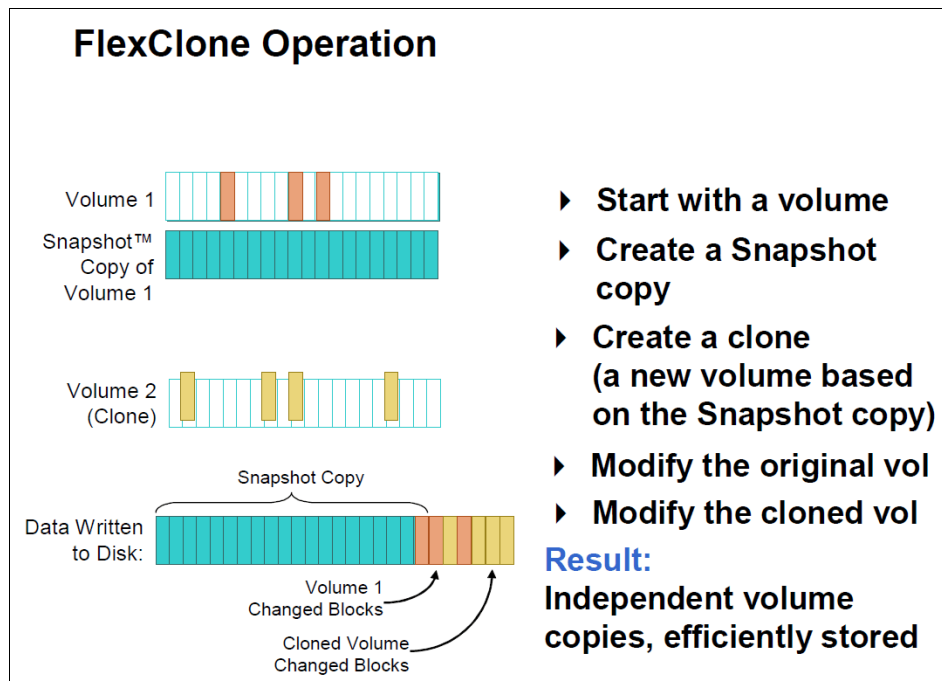 FlexClone Operation
Volume 1
Snapshot™
Copy of
Volume 1
Volume 2
(Clone)
Snapshot Copy
Data Written
to Disk:
Volume 1
Changed Blocks
Cloned Volume
Changed Blocks
Start with a volume
Create a Snapshot
copy
Create a clone
(a new volume based
on the Snapshot copy)
Modify the original vol
Modify the cloned vol
Result:
Independent volume
copies, efficiently stored